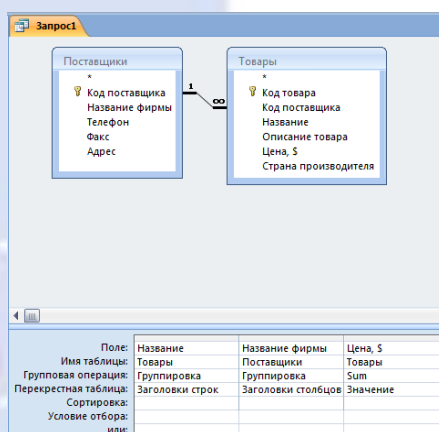 Запрос1
Поставщики
*
Код поставщика
Название фирмы
Телефон
Факс
Адрес
1
∞
Товары
*
Код товара
Код поставщика
Название
Описание товара
Цена, $
Страна производителя
Поле: Название Название фирмы Цена, $
Имя таблицы: Товары Поставщики Товары
Групповая операция: Группировка Группировка Sum
Перекрестная таблица: Заголовки строк Заголовки столбцов Значение
Сортировка:
Условие отбора:
или: